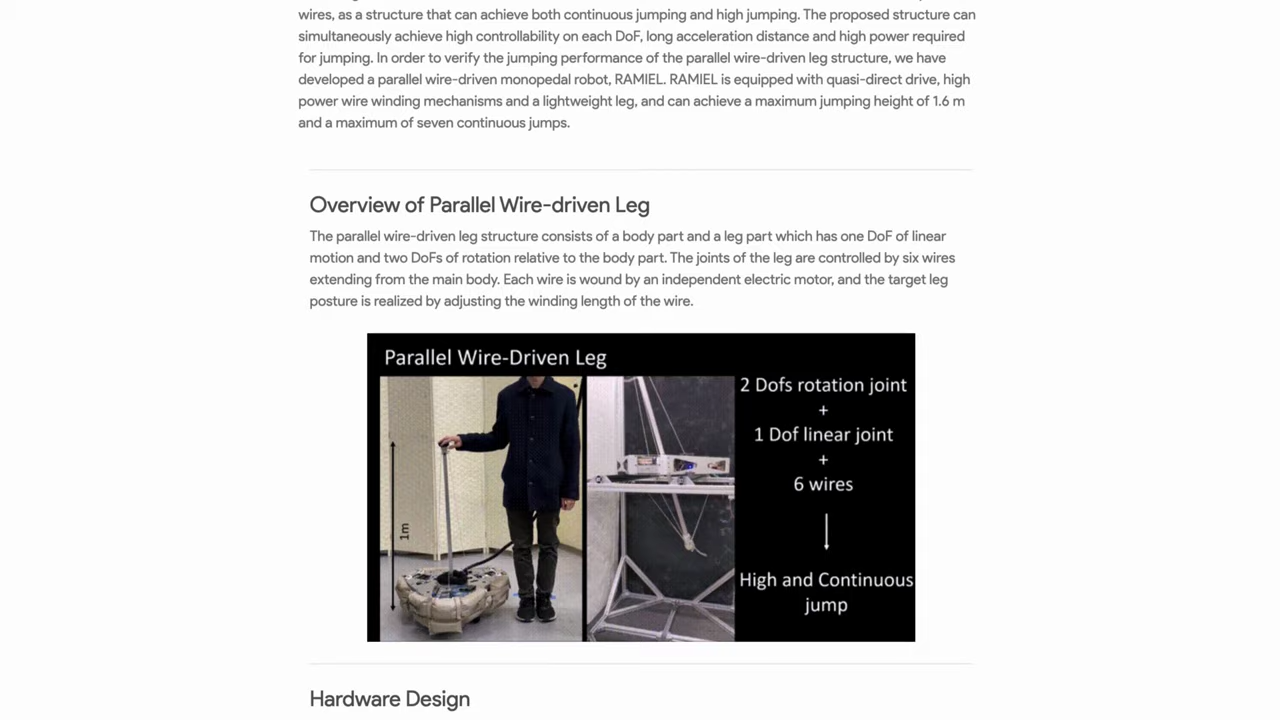 wires, as a structure that can achieve both continuous jumping and high jumping. The proposed structure can
simultaneously achieve high controllability on each DoF, long acceleration distance and high power required
for jumping. In order to verify the jumping performance of the parallel wire-driven leg structure, we have
developed a parallel wire-driven monopedal robot, RAMIEL. RAMIEL is equipped with quasi-direct drive, high
power wire winding mechanisms and a lightweight leg, and can achieve a maximum jumping height of 1.6 m
and a maximum of seven continuous jumps.
Overview of Parallel Wire-driven Leg
The parallel wire-driven leg structure consists of a body part and a leg part which has one DoF of linear
motion and two DoFs of rotation relative to the body part. The joints of the leg are controlled by six wires
extending from the main body. Each wire is wound by an independent electric motor, and the target leg
posture is realized by adjusting the winding length of the wire.
Parallel Wire-Driven Leg
1m
2 Dofs rotation joint
+
1 Dof linear joint
+
6 wires
High and Continuous
jump
Hardware Design